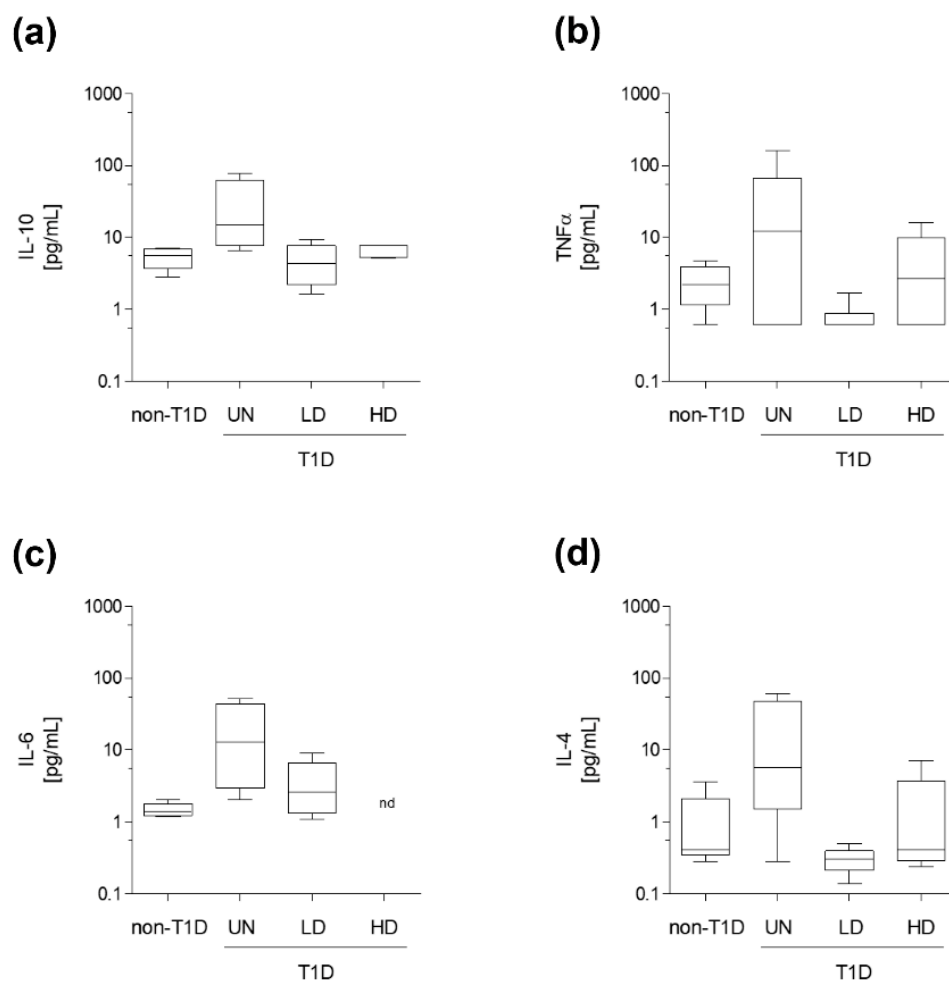 (a)
1000
100
10
1
0.1
IL-10
[pg/mL]
non-T1D UN LD HD
T1D
(b)
1000
100
10
1
0.1
TNFα
[pg/mL]
non-T1D UN LD HD
T1D
(c)
1000
100
10
1
0.1
IL-6
[pg/mL]
nd
non-T1D UN LD HD
T1D
(d)
1000
100
10
1
0.1
IL-4
[pg/mL]
non-T1D UN LD HD
T1D